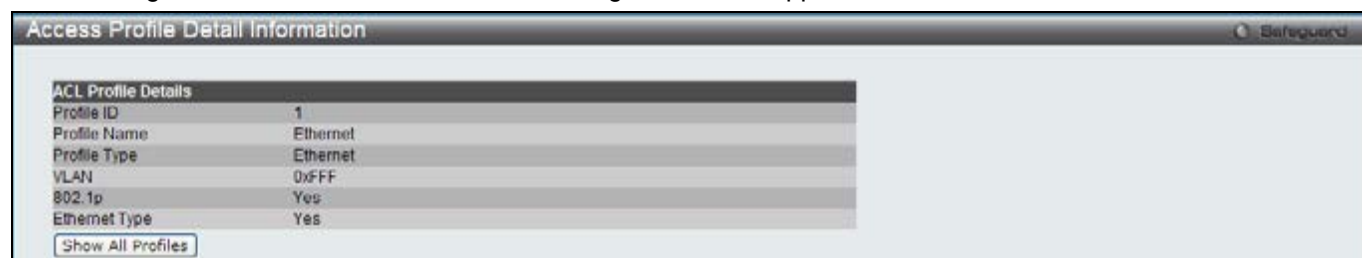 Access Profile Detail Information
Safeguard
ACL Profile Details
Profile ID 1
Profile Name Ethernet
Profile Type Ethernet
VLAN 0xFFF
802.1p Yes
Ethernet Type Yes
Show All Profiles